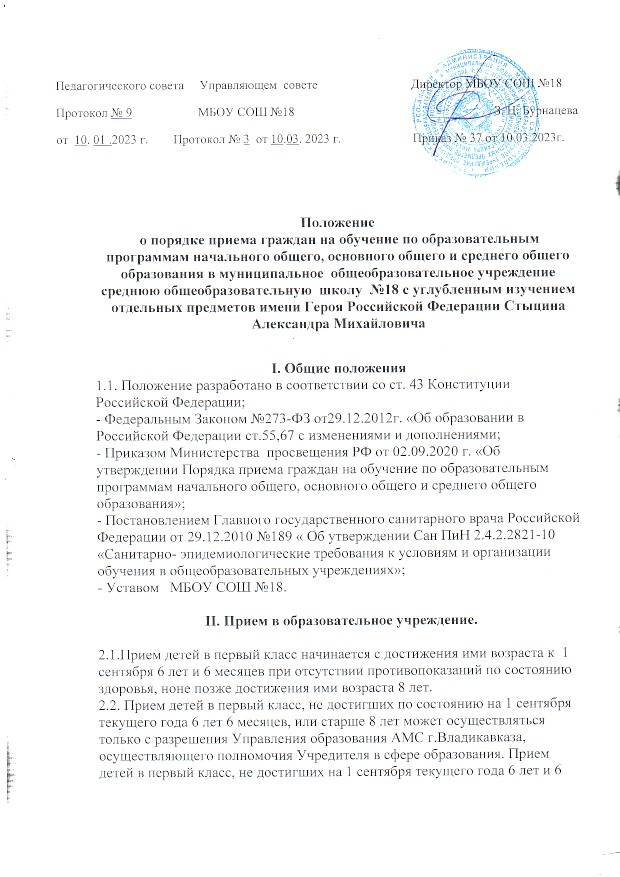 Педагогического совета Управляющем совете Директор МБОУ СОШ №18
Протокол № 9 МБОУ СОШ №18 З. Н. Бурнацева
от 10. 01 .2023 г. Протокол № 3 от 10.03. 2023 г. Приказ № 37 от 10.03 2023г.
Положение
о порядке приема граждан на обучение по образовательным
программам начального общего, основного общего и среднего общего
образования в муниципальное общеобразовательное учреждение
среднюю общеобразовательную школу №18 с углубленным изучением
отдельных предметов имени Героя Российской Федерации Стыцина
Александра Михайловича
I. Общие положения
1.1. Положение разработано в соответствии со ст. 43 Конституции
Российской Федерации;
- Федеральным Законом №273-ФЗ от29.12.2012г. «Об образовании в
Российской Федерации ст.55,67 с изменениями и дополнениями;
- Приказом Министерства просвещения РФ от 02.09.2020 г. «Об
утверждении Порядка приема граждан на обучение по образовательным
программам начального общего, основного общего и среднего общего
образования»;
- Постановлением Главного государственного санитарного врача Российской
Федерации от 29.12.2010 №189 « Об утверждении Сан ПиН 2.4.2.2821-10
«Санитарно- эпидемиологические требования к условиям и организации
обучения в общеобразовательных учреждениях»;
- Уставом МБОУ СОШ №18.
II. Прием в образовательное учреждение.
2.1.Прием детей в первый класс начинается с достижения ими возраста к 1
сентября 6 лет и 6 месяцев при отсутствии противопоказаний по состоянию
здоровья, ноне позже достижения ими возраста 8 лет.
2.2. Прием детей в первый класс, не достигших по состоянию на 1 сентября
текущего года 6 лет 6 месяцев, или старше 8 лет может осуществляться
только с разрешения Управления образования АМС г.Владикавказа,
осуществляющего полномочия Учредителя в сфере образования. Прием
детей в первый класс, не достигших на 1 сентября текущего года 6 лет и 6